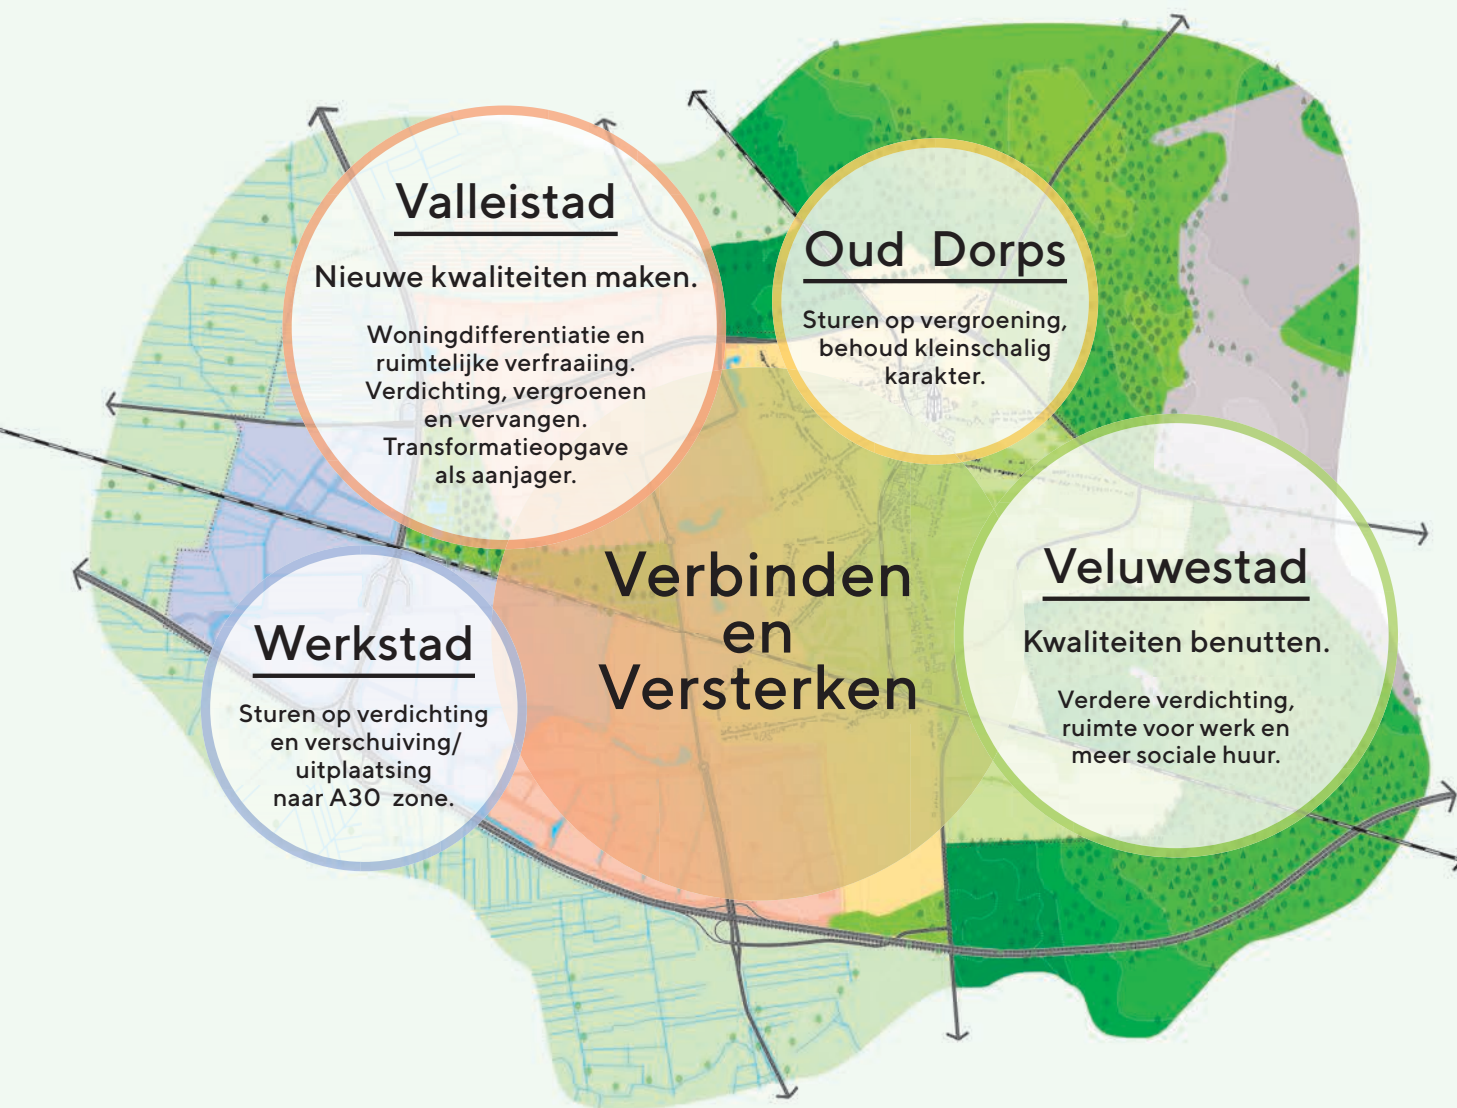 Valleistad
Nieuwe kwaliteiten maken.
Woningdifferentiatie en
ruimtelijke verfraaiing.
Verdichting, vergroenen
en vervangen.
Transformatieopgave
als aanjager.
Oud Dorps
Sturen op vergroening,
behoud kleinschalig
karakter.
Verbinden
en
Versterken
Veluwestad
Kwaliteiten benutten.
Verdere verdichting,
ruimte voor werk en
meer sociale huur.
Werkstad
Sturen op verdichting
en verschuiving/
uitplaatsing
naar A30 zone.